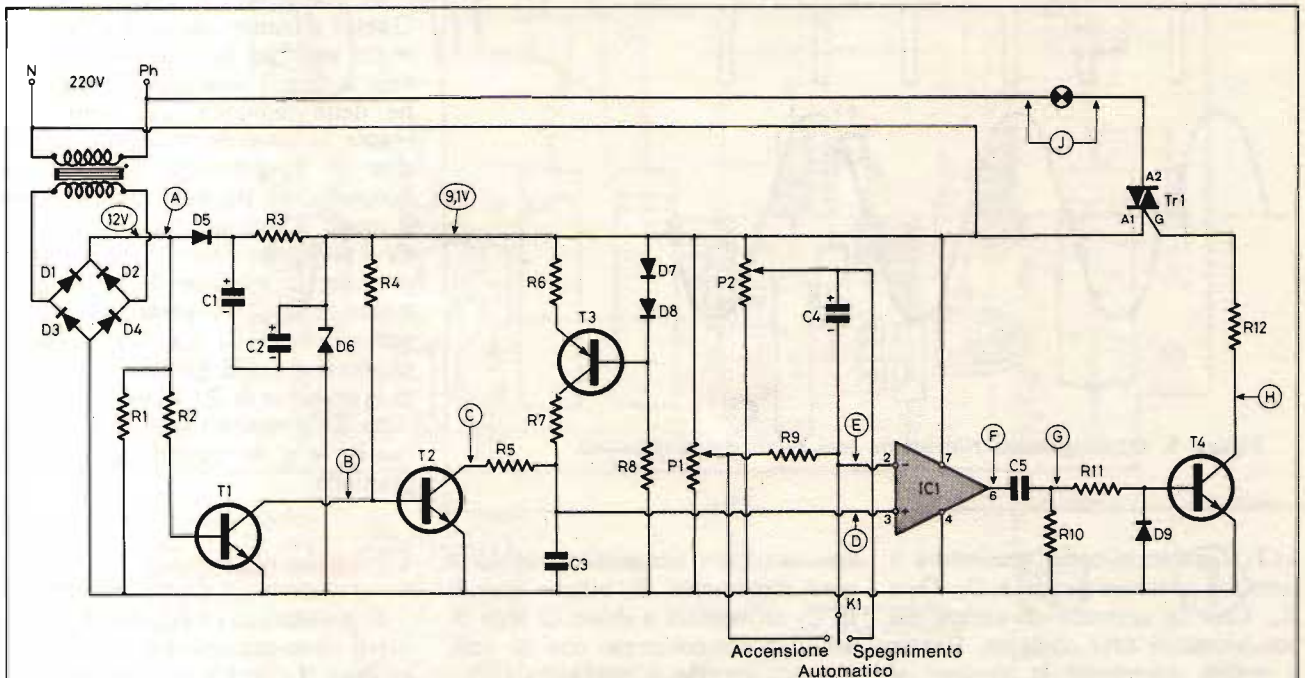 N 220V Ph
J
A2
Tr1
A1 G
12V A D5 R3 9,1V
D1 D2
D3 D4
C1 + -
C2 + -
D6
R4
R6
D7
D8
T3
P2
C4 + -
R12
R1 R2
C
R7
R5
R8
P1
R9
E
F C5 G
H
T4
T2
B
T1
2 - 7
IC1 6
3 + 4
R11
D
C3
R10
D9
K1
Accensione Spegnimento
Automatico